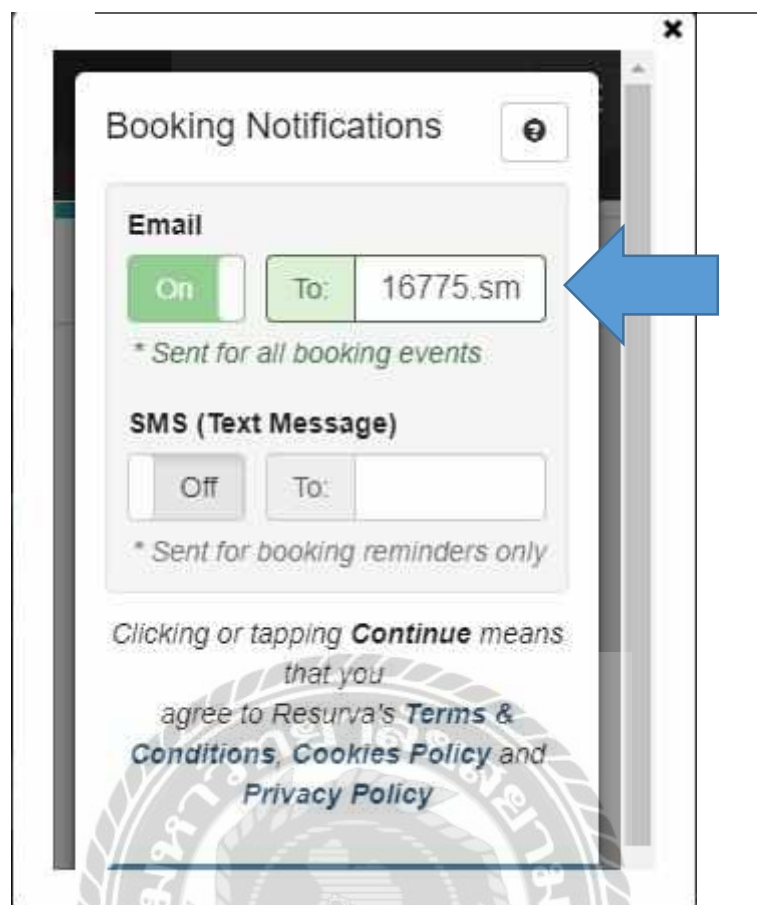 Booking Notifications
Email
On To: 16775.sm
* Sent for all booking events
SMS (Text Message)
Off To:
* Sent for booking reminders only
Clicking or tapping Continue means
that you
agree to Resurva's Terms &
Conditions, Cookies Policy and
Privacy Policy